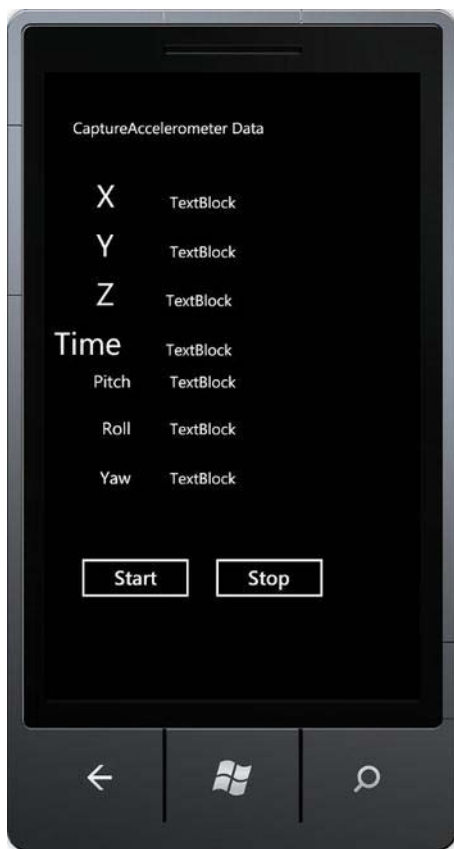 CaptureAccelerometer Data
X TextBlock
Y TextBlock
Z TextBlock
Time TextBlock
Pitch TextBlock
Roll TextBlock
Yaw TextBlock
Start Stop